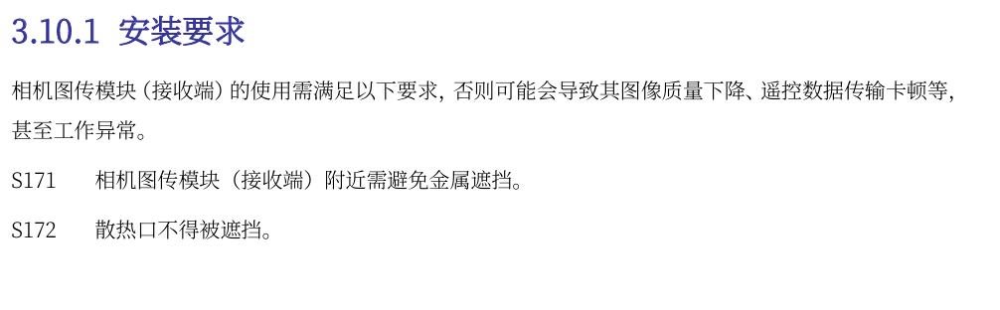 3.10.1 安装要求
相机图传模块（接收端）的使用需满足以下要求, 否则可能会导致其图像质量下降、遥控数据传输卡顿等,
甚至工作异常。
S171 相机图传模块（接收端）附近需避免金属遮挡。
S172 散热口不得被遮挡。